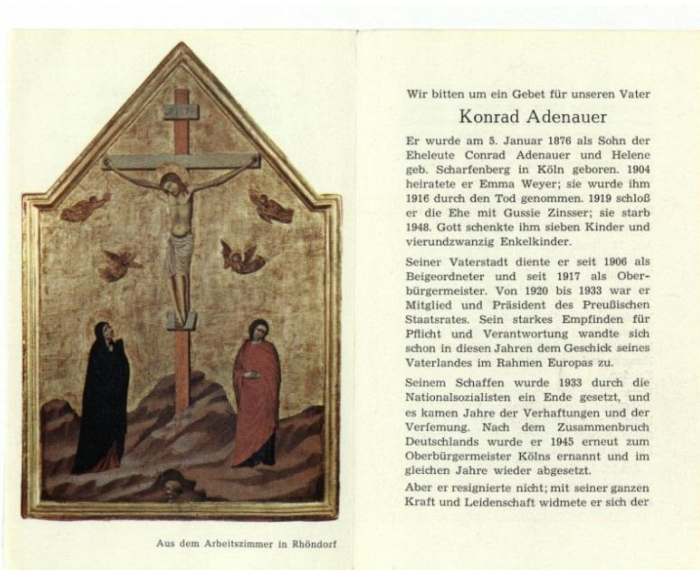 Aus dem Arbeitszimmer in Rhöndorf
Wir bitten um ein Gebet für unseren Vater
Konrad Adenauer
Er wurde am 5. Januar 1876 als Sohn der
Eheleute Conrad Adenauer und Helene
geb. Scharfenberg in Köln geboren. 1904
heiratete er Emma Weyer; sie wurde ihm
1916 durch den Tod genommen. 1919 schloß
er die Ehe mit Gussie Zinsser; sie starb
1948. Gott schenkte ihm sieben Kinder und
vierundzwanzig Enkelkinder.
Seiner Vaterstadt diente er seit 1906 als
Beigeordneter und seit 1917 als Ober-
bürgermeister. Von 1920 bis 1933 war er
Mitglied und Präsident des Preußischen
Staatsrates. Sein starkes Empfinden für
Pflicht und Verantwortung wandte sich
schon in diesen Jahren dem Geschick seines
Vaterlandes im Rahmen Europas zu.
Seinem Schaffen wurde 1933 durch die
Nationalsozialisten ein Ende gesetzt, und
es kamen Jahre der Verhaftungen und der
Verfemung. Nach dem Zusammenbruch
Deutschlands wurde er 1945 erneut zum
Oberbürgermeister Kölns ernannt und im
gleichen Jahre wieder abgesetzt.
Aber er resignierte nicht; mit seiner ganzen
Kraft und Leidenschaft widmete er sich der